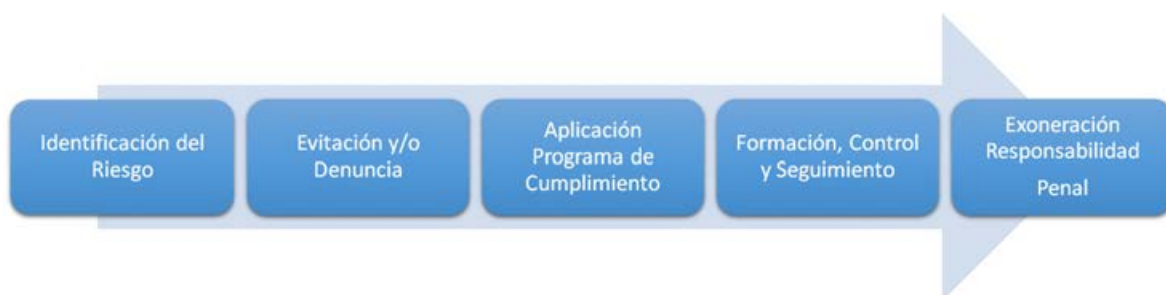 Identificación del
Riesgo
Evitación y/o
Denuncia
Aplicación
Programa de
Cumplimiento
Formación, Control
y Seguimiento
Exoneración
Responsabilidad
Penal